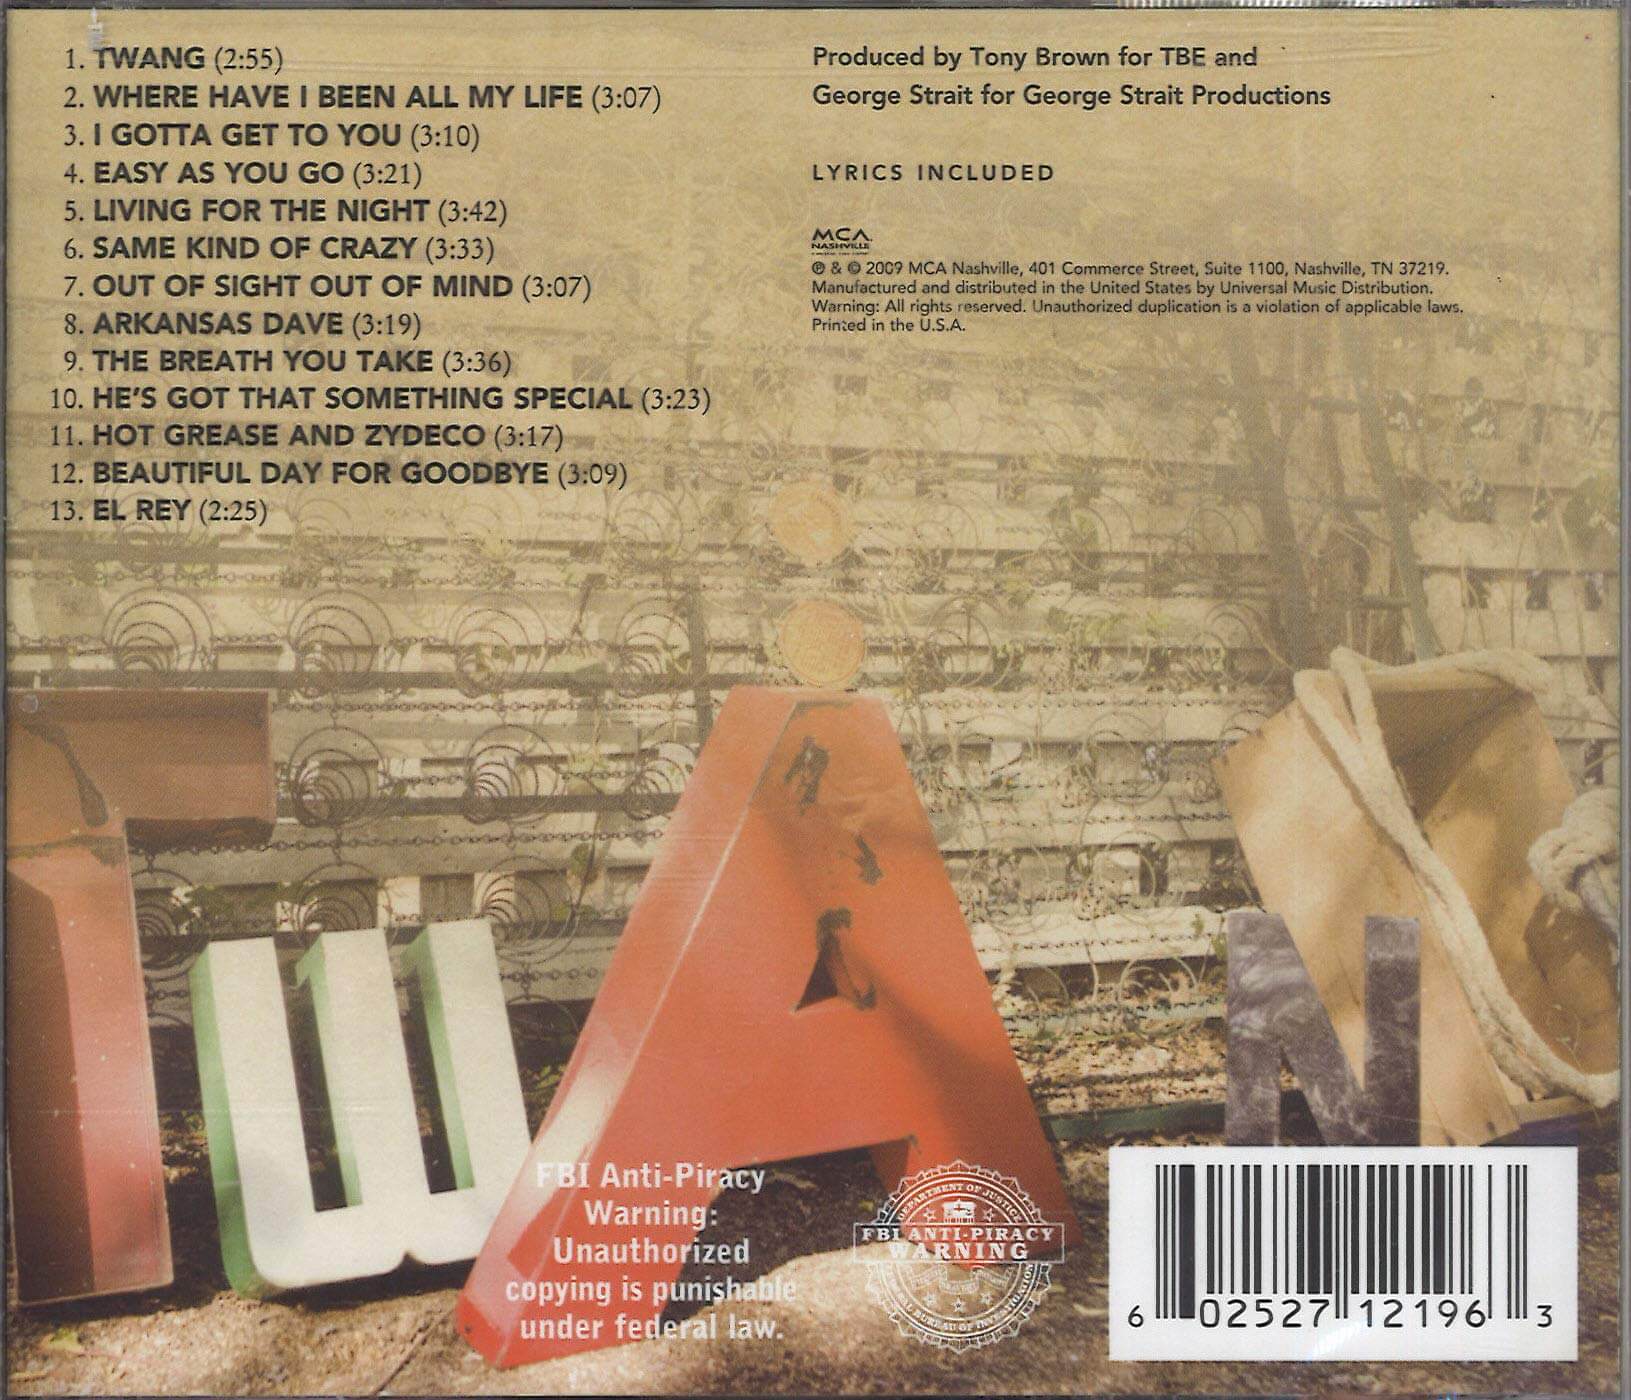 1. TWANG (2:55)
2. WHERE HAVE I BEEN ALL MY LIFE (3:07)
3. I GOTTA GET TO YOU (3:10)
4. EASY AS YOU GO (3:21)
5. LIVING FOR THE NIGHT (3:42)
6. SAME KIND OF CRAZY (3:33)
7. OUT OF SIGHT OUT OF MIND (3:07)
8. ARKANSAS DAVE (3:19)
9. THE BREATH YOU TAKE (3:36)
10. HE'S GOT THAT SOMETHING SPECIAL (3:23)
11. HOT GREASE AND ZYDECO (3:17)
12. BEAUTIFUL DAY FOR GOODBYE (3:09)
13. EL REY (2:25)
Produced by Tony Brown for TBE and
George Strait for George Strait Productions
LYRICS INCLUDED
MCA
NASHVILLE
℗ & © 2009 MCA Nashville, 401 Commerce Street, Suite 1100, Nashville, TN 37219.
Manufactured and distributed in the United States by Universal Music Distribution.
Warning: All rights reserved. Unauthorized duplication is a violation of applicable laws.
Printed in the U.S.A.
TWAN
FBI Anti-Piracy
Warning:
Unauthorized
copying is punishable
under federal law.
DEPARTMENT OF JUSTICE
FBI ANTI-PIRACY
WARNING
FEDERAL BUREAU OF INVESTIGATION
6 02527 12196 3